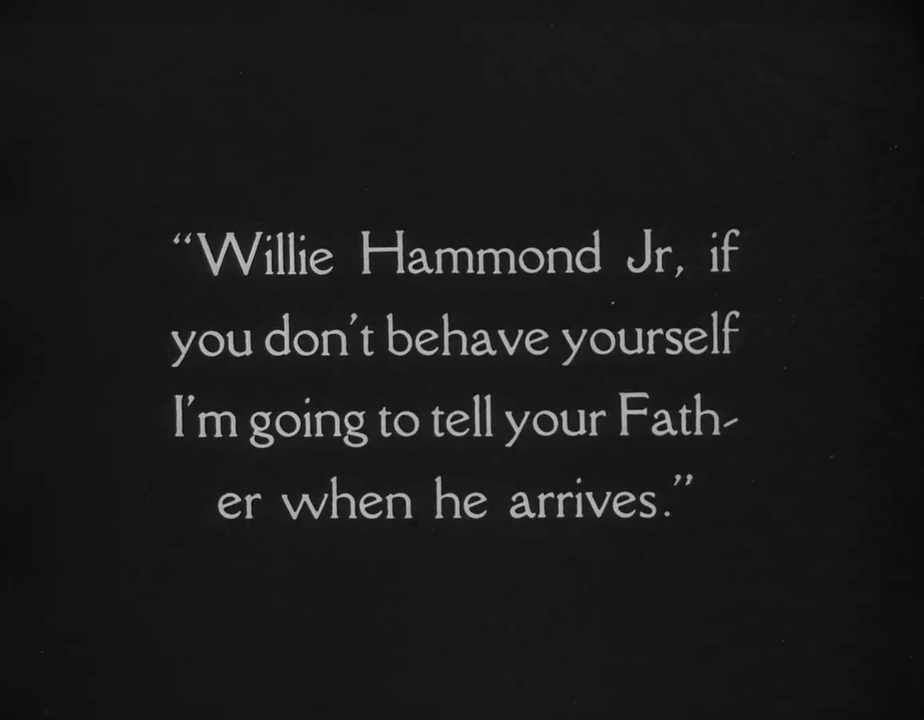 “Willie Hammond Jr, if
you don't behave yourself
I'm going to tell your Fath-
er when he arrives.”